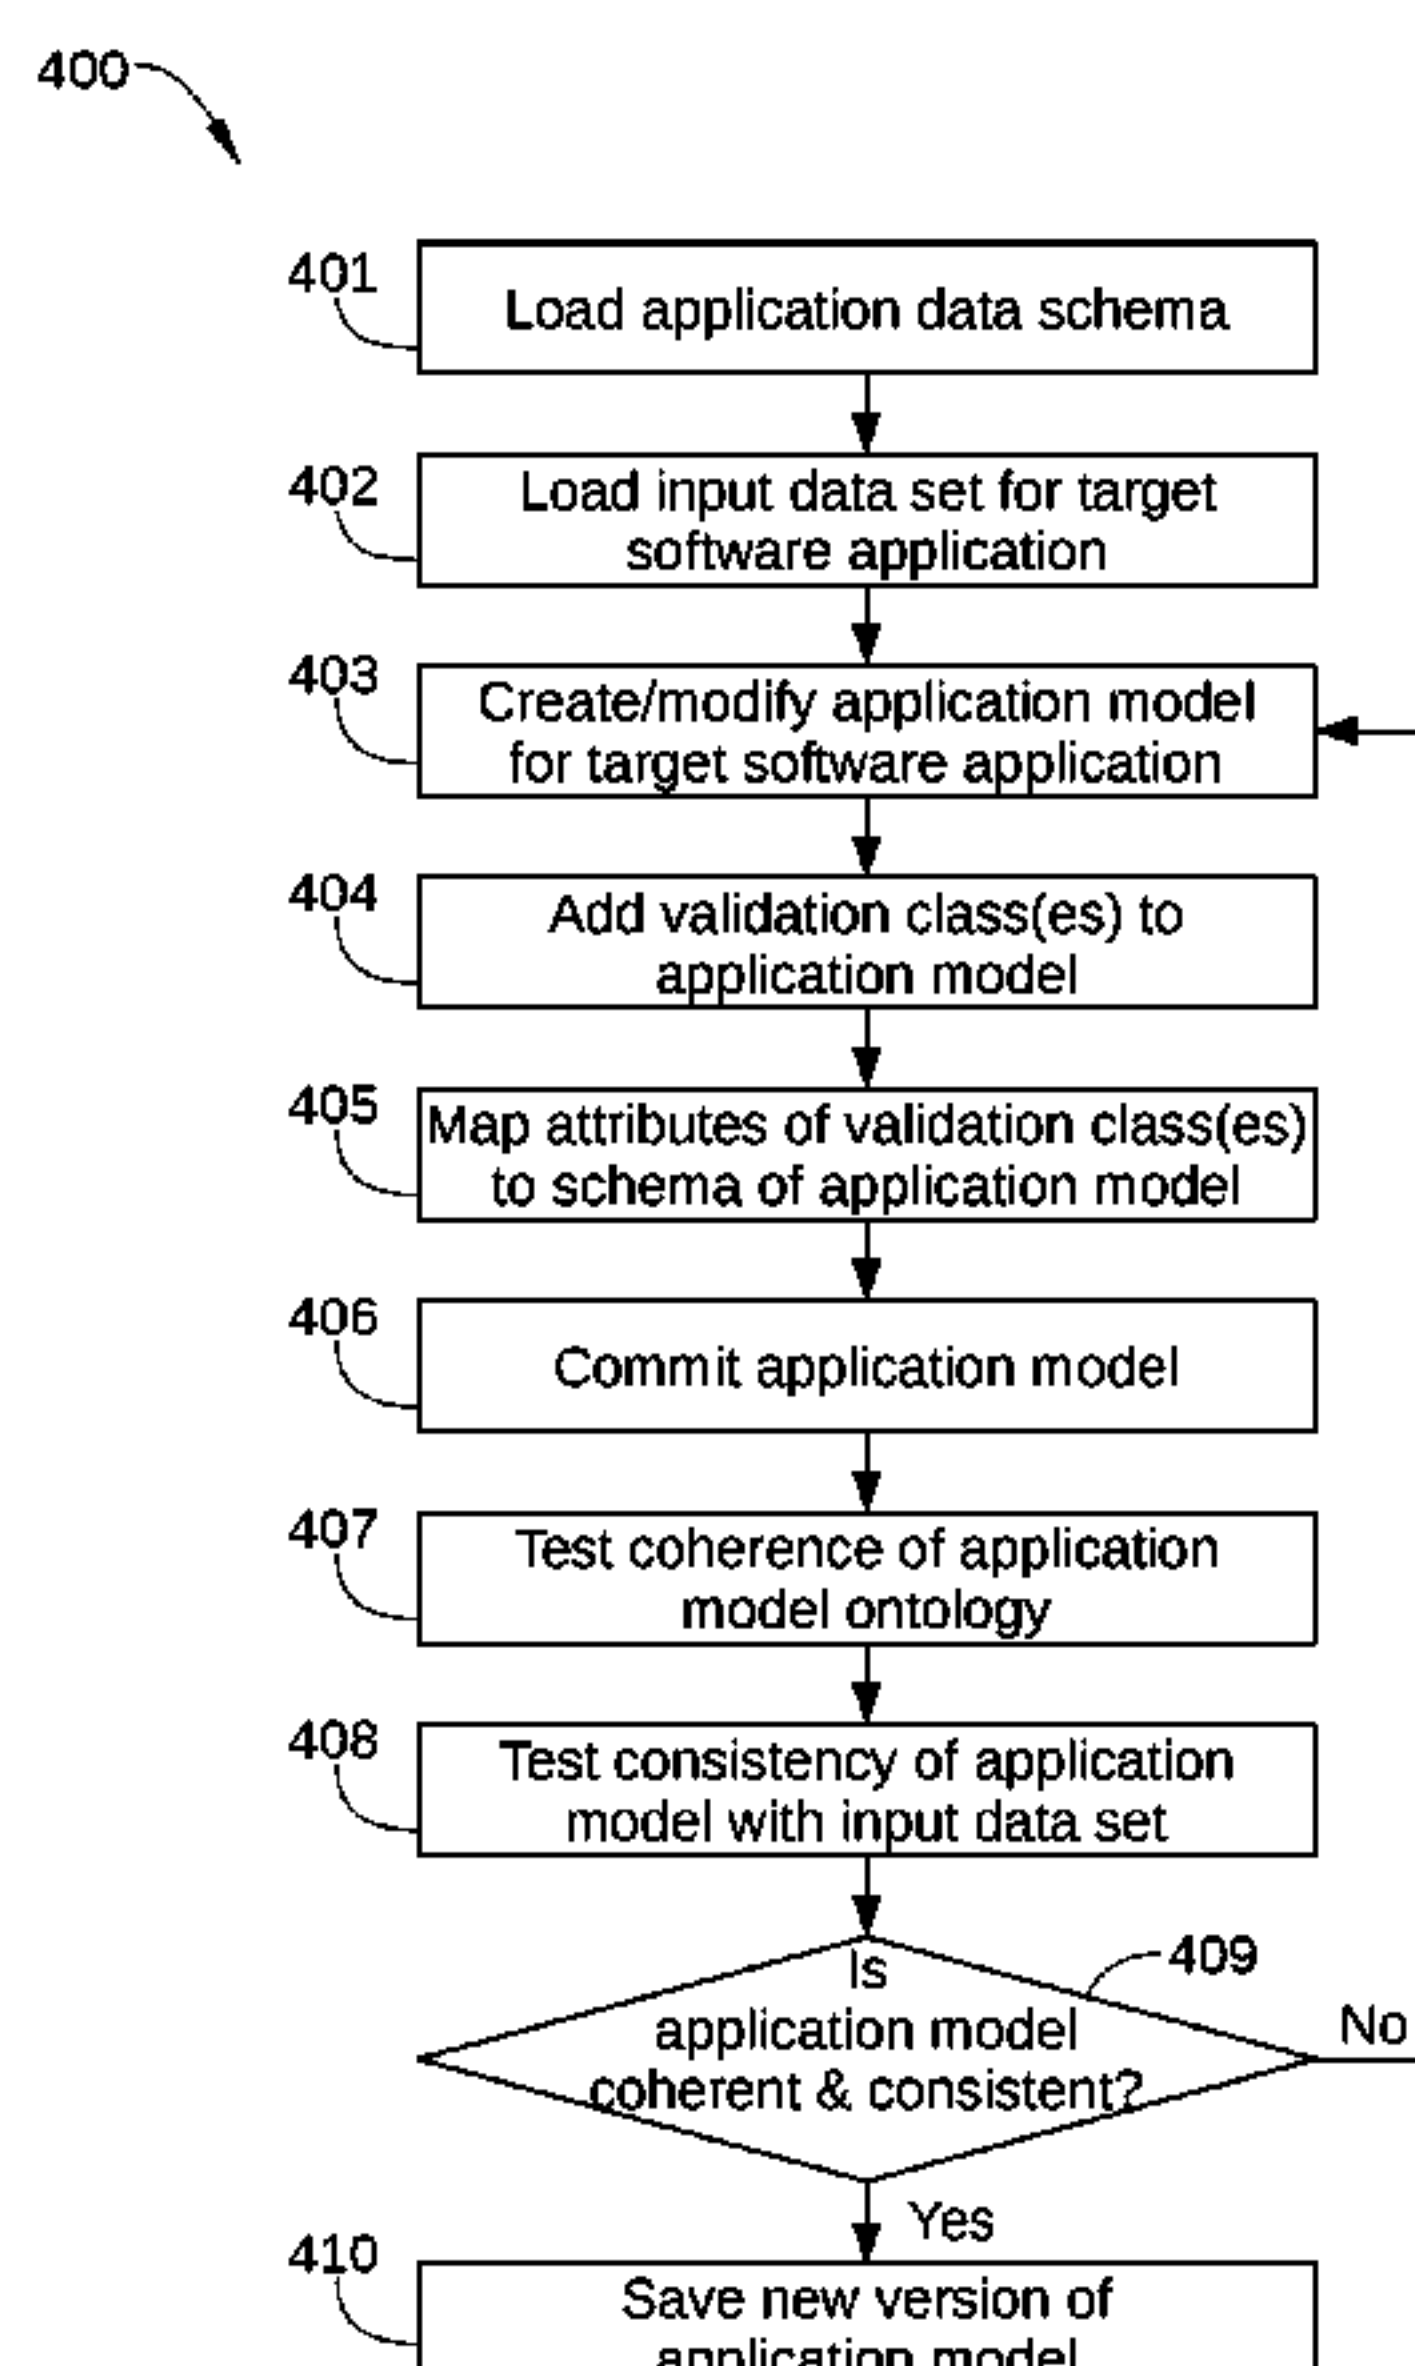 400
401
Load application data schema
402
Load input data set for target
software application
403
Create/modify application model
for target software application
404
Add validation class(es) to
application model
405
Map attributes of validation class(es)
to schema of application model
406
Commit application model
407
Test coherence of application
model ontology
408
Test consistency of application
model with input data set
409
Is
application model
coherent & consistent?
No
Yes
410
Save new version of
application model